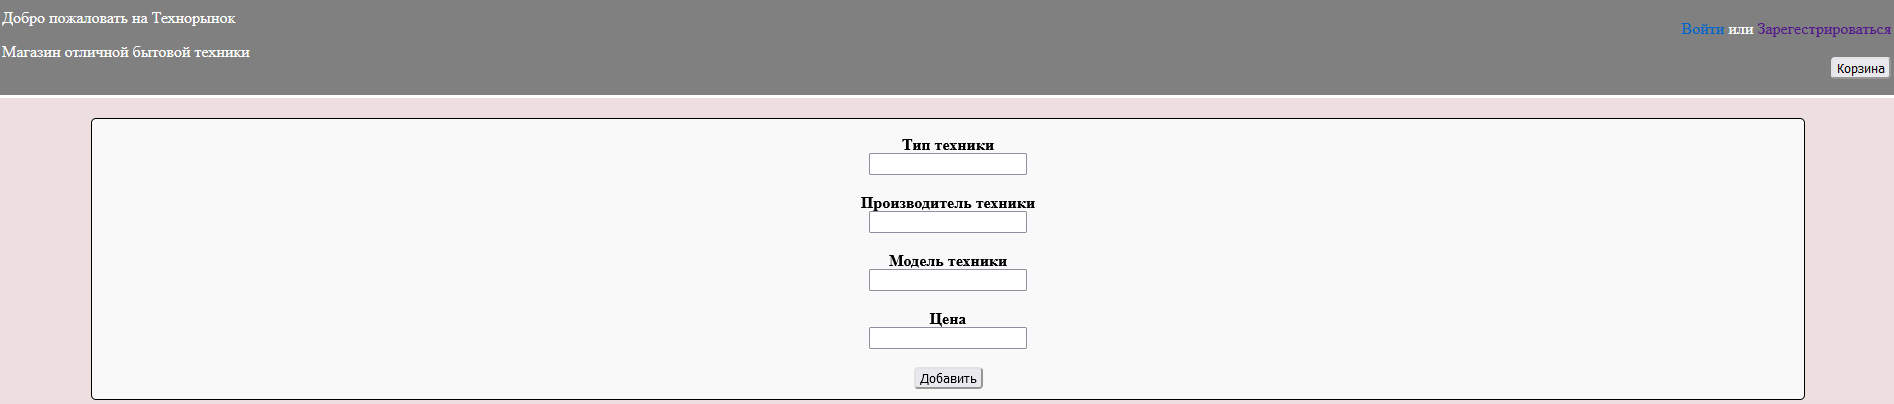 Добро пожаловать на Технорынок
Магазин отличной бытовой техники
Войти или Зарегестрироваться
Корзина
Тип техники
Производитель техники
Модель техники
Цена
Добавить